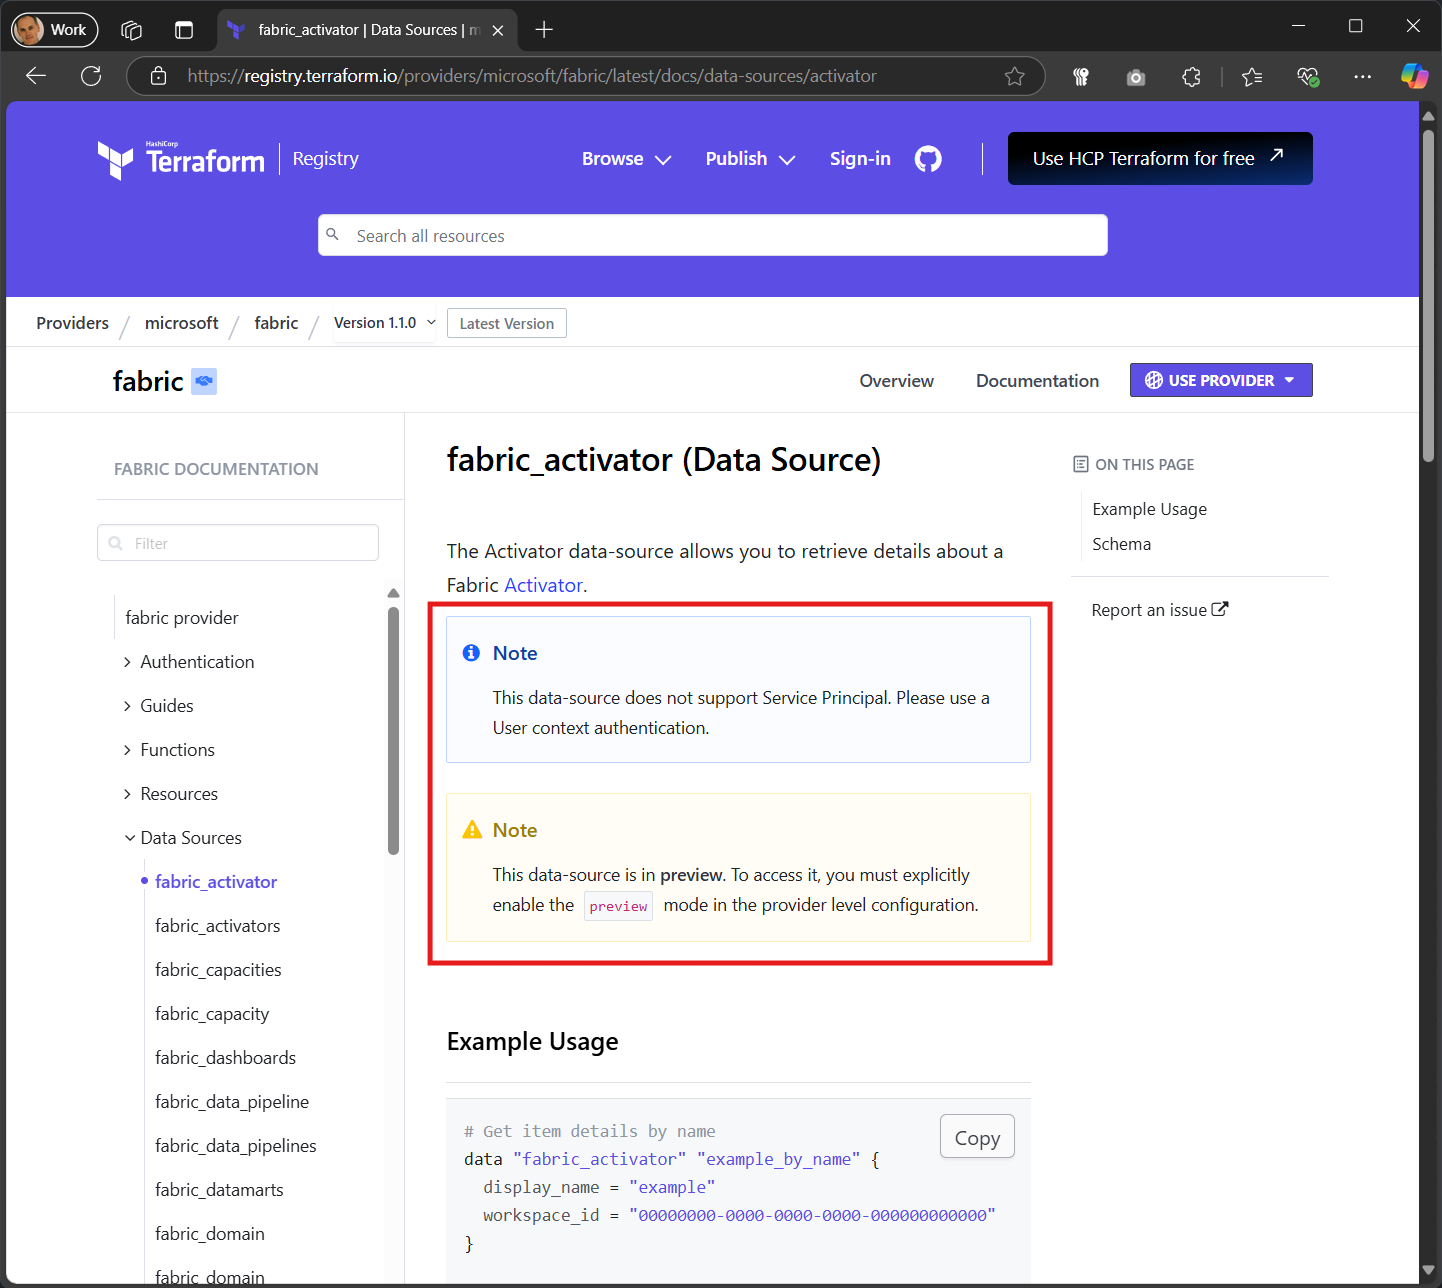 Work
fabric_activator | Data Sources | m
https://registry.terraform.io/providers/microsoft/fabric/latest/docs/data-sources/activator
HashiCorp
Terraform
Registry
Browse
Publish
Sign-in
Use HCP Terraform for free
Search all resources
Providers / microsoft / fabric / Version 1.1.0 Latest Version
fabric
Overview
Documentation
USE PROVIDER
FABRIC DOCUMENTATION
Filter
fabric provider
Authentication
Guides
Functions
Resources
Data Sources
fabric_activator
fabric_activators
fabric_capacities
fabric_capacity
fabric_dashboards
fabric_data_pipeline
fabric_data_pipelines
fabric_datamarts
fabric_domain
fabric_domain
fabric_activator (Data Source)
The Activator data-source allows you to retrieve details about a
Fabric Activator.
Note
This data-source does not support Service Principal. Please use a
User context authentication.
Note
This data-source is in preview. To access it, you must explicitly
enable the preview mode in the provider level configuration.
Example Usage
Copy
# Get item details by name
data "fabric_activator" "example_by_name" {
display_name = "example"
workspace_id = "00000000-0000-0000-0000-000000000000"
}
ON THIS PAGE
Example Usage
Schema
Report an issue